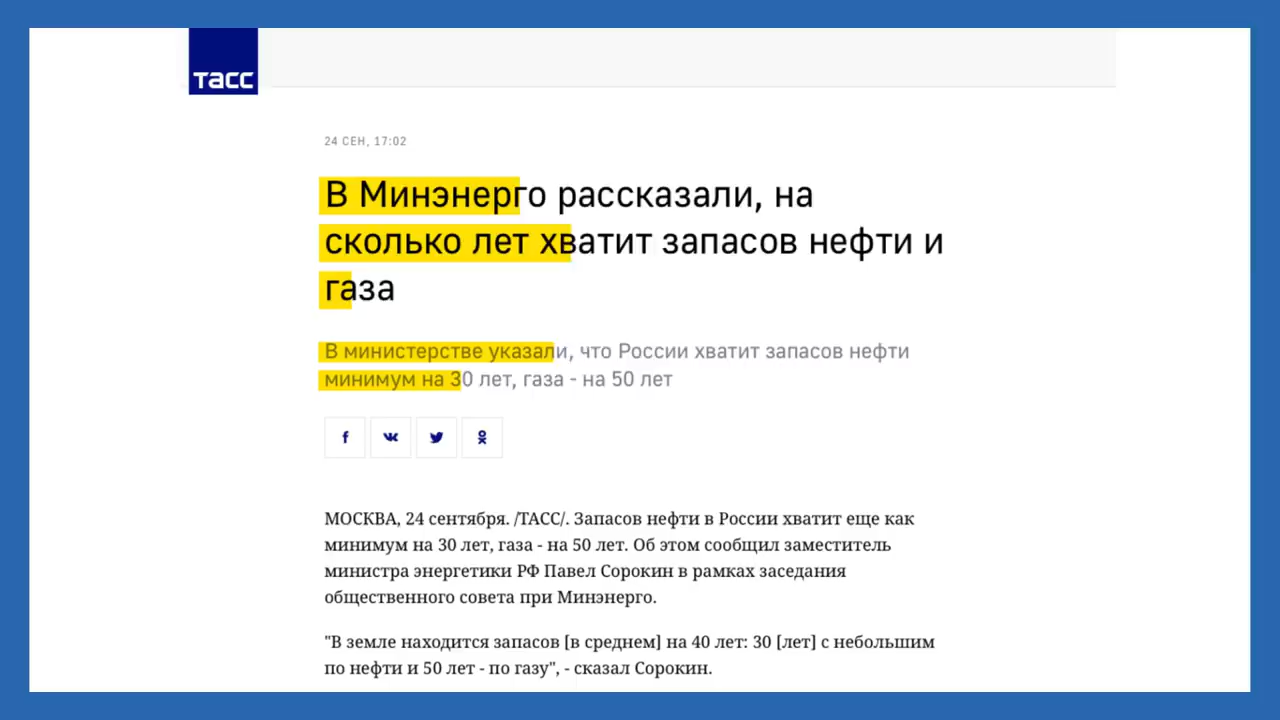 тасс
24 СЕН, 17:02
В Минэнерго рассказали, на
сколько лет хватит запасов нефти и
газа
В министерстве указали, что России хватит запасов нефти
минимум на 30 лет, газа - на 50 лет
МОСКВА, 24 сентября. /ТАСС/. Запасов нефти в России хватит еще как
минимум на 30 лет, газа - на 50 лет. Об этом сообщил заместитель
министра энергетики РФ Павел Сорокин в рамках заседания
общественного совета при Минэнерго.
"В земле находится запасов [в среднем] на 40 лет: 30 [лет] с небольшим
по нефти и 50 лет - по газу", - сказал Сорокин.